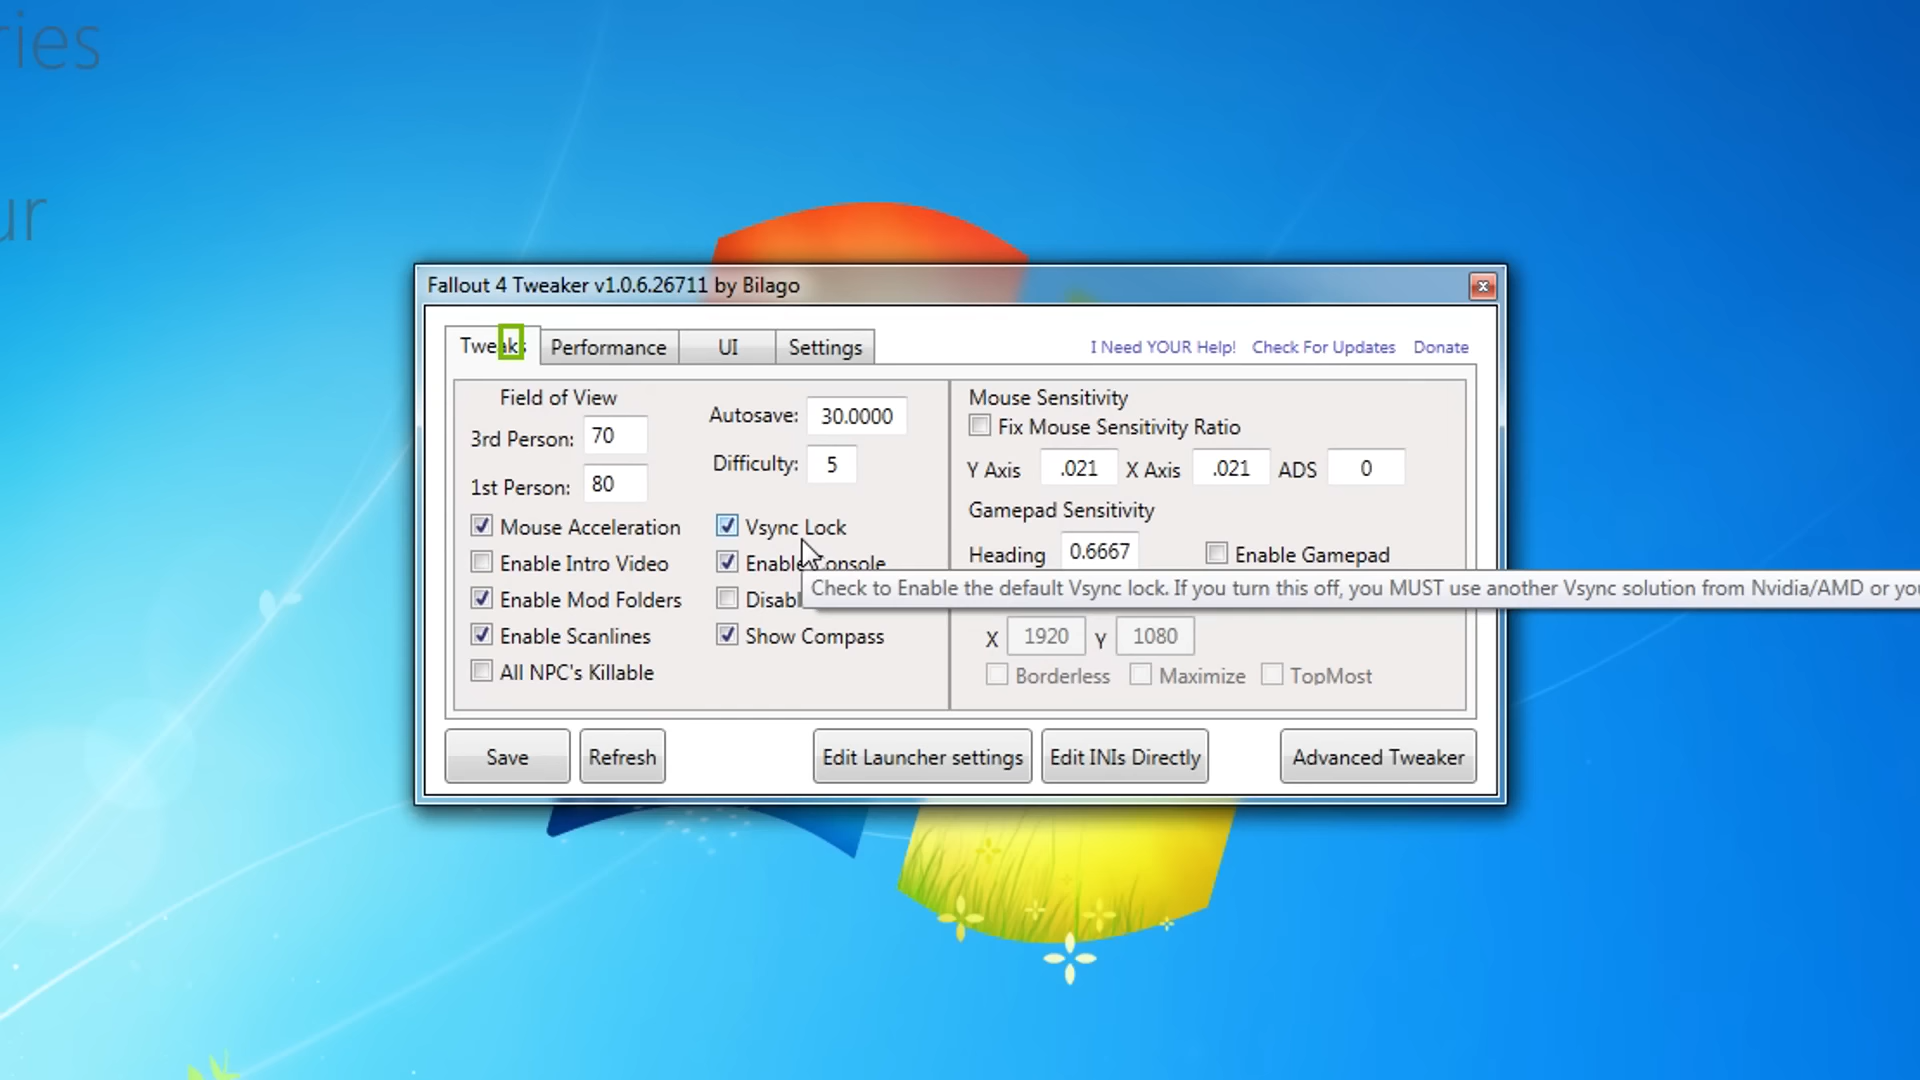 ries
ur
Fallout 4 Tweaker v1.0.6.26711 by Bilago
Tweaks Performance UI Settings I Need YOUR Help! Check For Updates Donate
Field of View
3rd Person: 70
1st Person: 80
Autosave: 30.0000
Difficulty: 5
Mouse Acceleration
Enable Intro Video
Enable Mod Folders
Enable Scanlines
All NPC's Killable
Vsync Lock
Enable Console
Disabl
Show Compass
Mouse Sensitivity
Fix Mouse Sensitivity Ratio
Y Axis .021 X Axis .021 ADS 0
Gamepad Sensitivity
Heading 0.6667 Enable Gamepad
Check to Enable the default Vsync lock. If you turn this off, you MUST use another Vsync solution from Nvidia/AMD or you
X 1920 Y 1080
Borderless Maximize TopMost
Save Refresh Edit Launcher settings Edit INIs Directly Advanced Tweaker